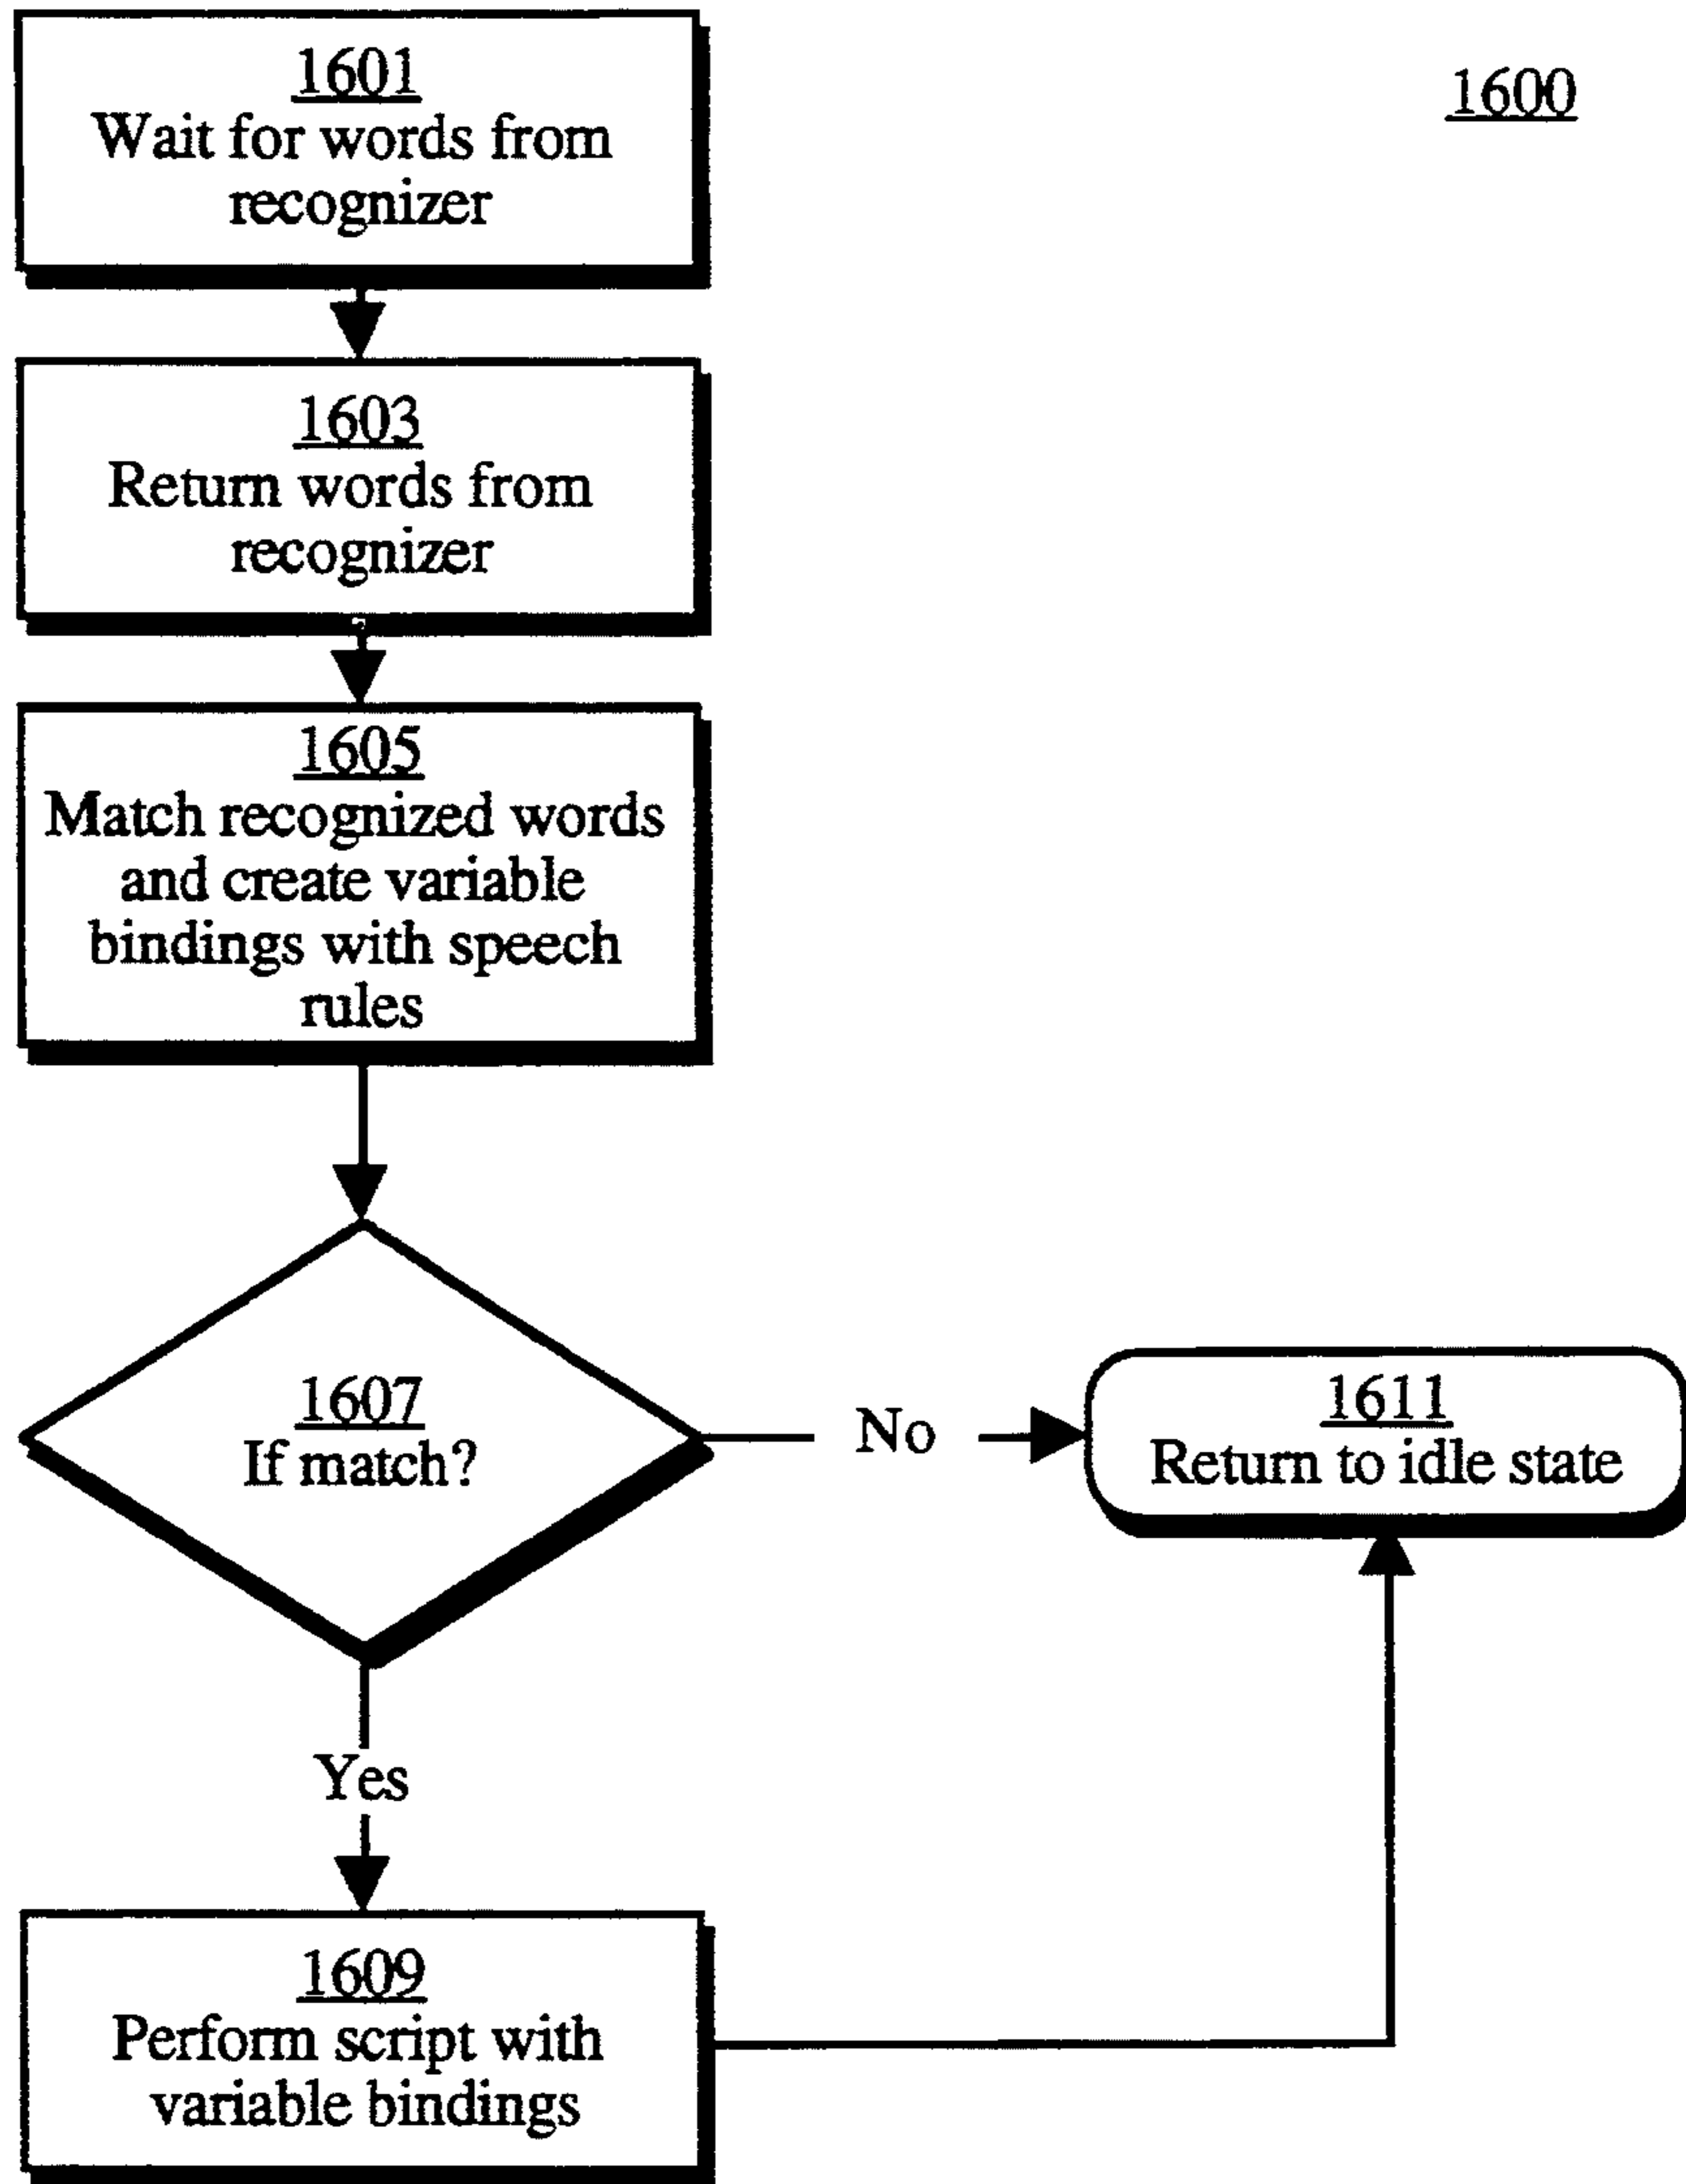 1600
1601
Wait for words from
recognizer
1603
Return words from
recognizer
1605
Match recognized words
and create variable
bindings with speech
rules
1607
If match?
No
1611
Return to idle state
Yes
1609
Perform script with
variable bindings